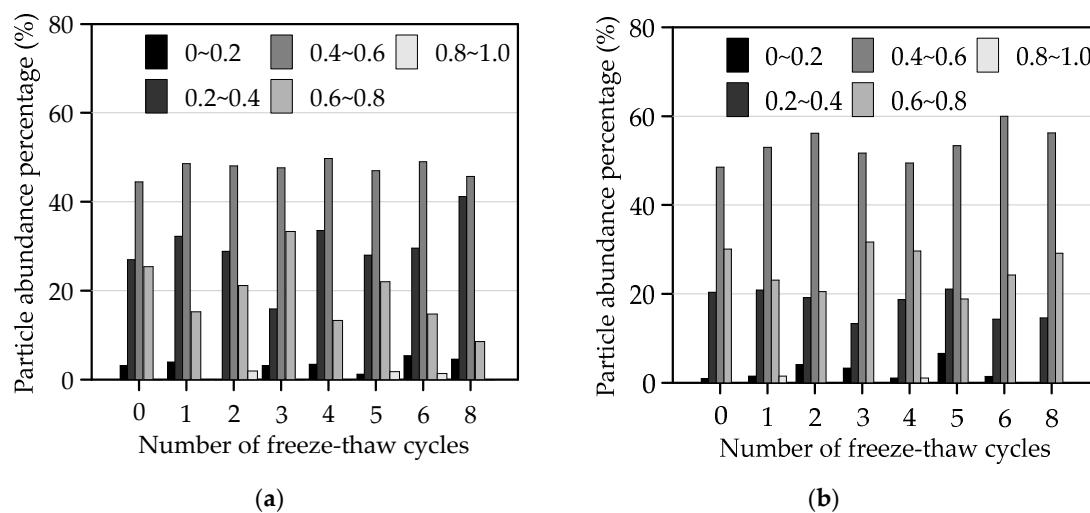 Particle abundance percentage (%)
80
60
40
20
0
0~0.2
0.4~0.6
0.8~1.0
0.2~0.4
0.6~0.8
0 1 2 3 4 5 6 8
Number of freeze-thaw cycles
(a)
Particle abundance percentage (%)
80
60
40
20
0
0~0.2
0.4~0.6
0.8~1.0
0.2~0.4
0.6~0.8
0 1 2 3 4 5 6 8
Number of freeze-thaw cycles
(b)